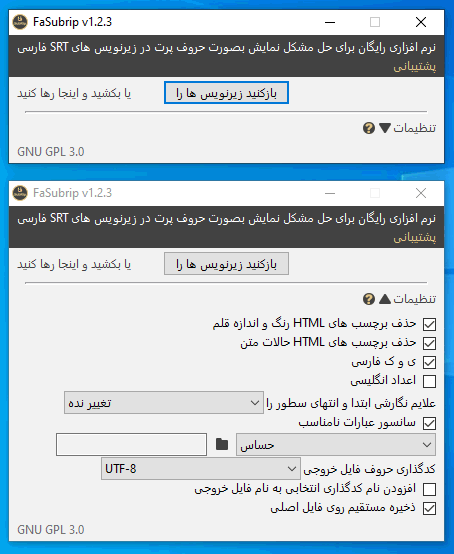 FaSubrip v1.2.3
نرم افزاری رایگان برای حل مشکل نمایش بصورت حروف پرت در زیرنویس های SRT فارسی
پشتیبانی
بازکنید زیرنویس ها را
یا بکشید و اینجا رها کنید
تنظیمات
GNU GPL 3.0
FaSubrip v1.2.3
نرم افزاری رایگان برای حل مشکل نمایش بصورت حروف پرت در زیرنویس های SRT فارسی
پشتیبانی
بازکنید زیرنویس ها را
یا بکشید و اینجا رها کنید
تنظیمات
حذف برچسب های HTML رنگ و اندازه قلم
حذف برچسب های HTML حالات متن
ی و ک فارسی
اعداد انگلیسی
علایم نگارشی ابتدا و انتهای سطور را تغییر نده
سانسور عبارات نامناسب
حساس
کدگذاری حروف فایل خروجی UTF-8
افزودن نام کدگذاری انتخابی به نام فایل خروجی
ذخیره مستقیم روی فایل اصلی
GNU GPL 3.0